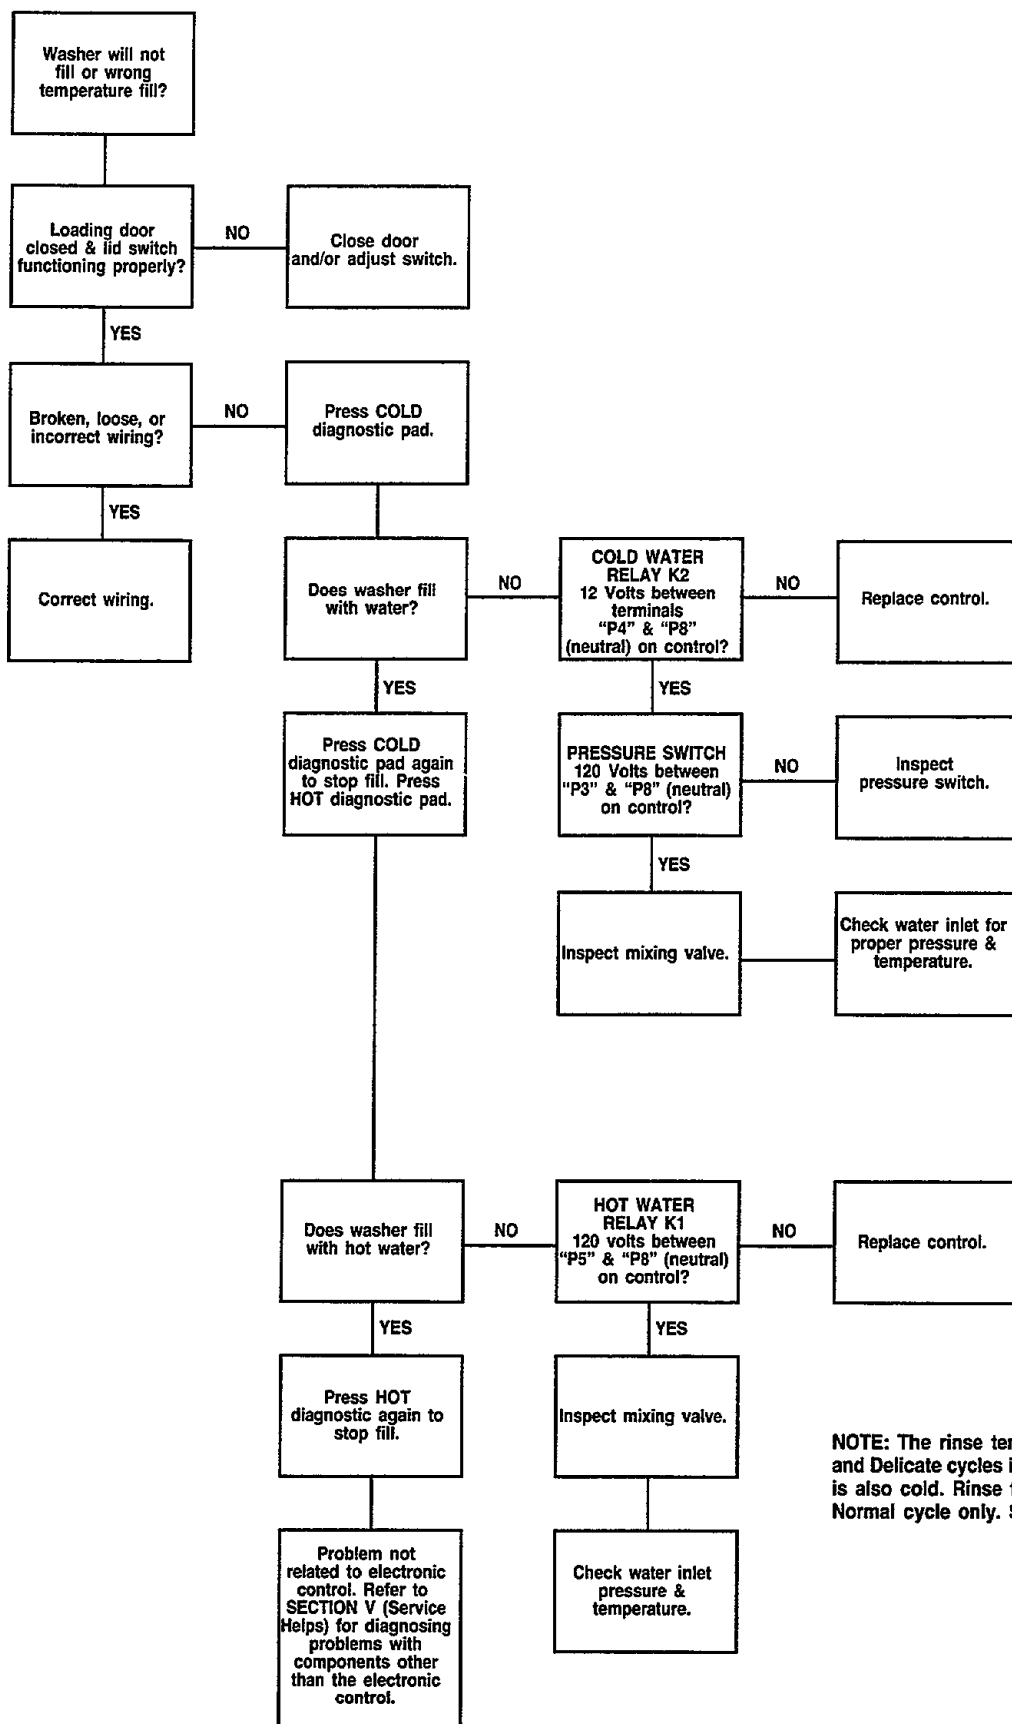 Washer will not
fill or wrong
temperature fill?
Loading door
closed & lid switch
functioning properly?
NO
Close door
and/or adjust switch.
YES
Broken, loose, or
incorrect wiring?
NO
Press COLD
diagnostic pad.
YES
Correct wiring.
Does washer fill
with water?
NO
COLD WATER
RELAY K2
12 Volts between
terminals
"P4" & "P8"
(neutral) on control?
NO
Replace control.
YES
YES
Press COLD
diagnostic pad again
to stop fill. Press
HOT diagnostic pad.
PRESSURE SWITCH
120 Volts between
"P3" & "P8" (neutral)
on control?
NO
Inspect
pressure switch.
YES
Inspect mixing valve.
Check water inlet for
proper pressure &
temperature.
Does washer fill
with hot water?
NO
HOT WATER
RELAY K1
120 volts between
"P5" & "P8" (neutral)
on control?
NO
Replace control.
YES
YES
Press HOT
diagnostic again to
stop fill.
Inspect mixing valve.
NOTE: The rinse
and Delicate cycles
is also cold. Rinse
Normal cycle only.
Problem not
related to electronic
control. Refer to
SECTION V (Service
Helps) for diagnosing
problems with
components other
than the electronic
control.
Check water inlet
pressure &
temperature.